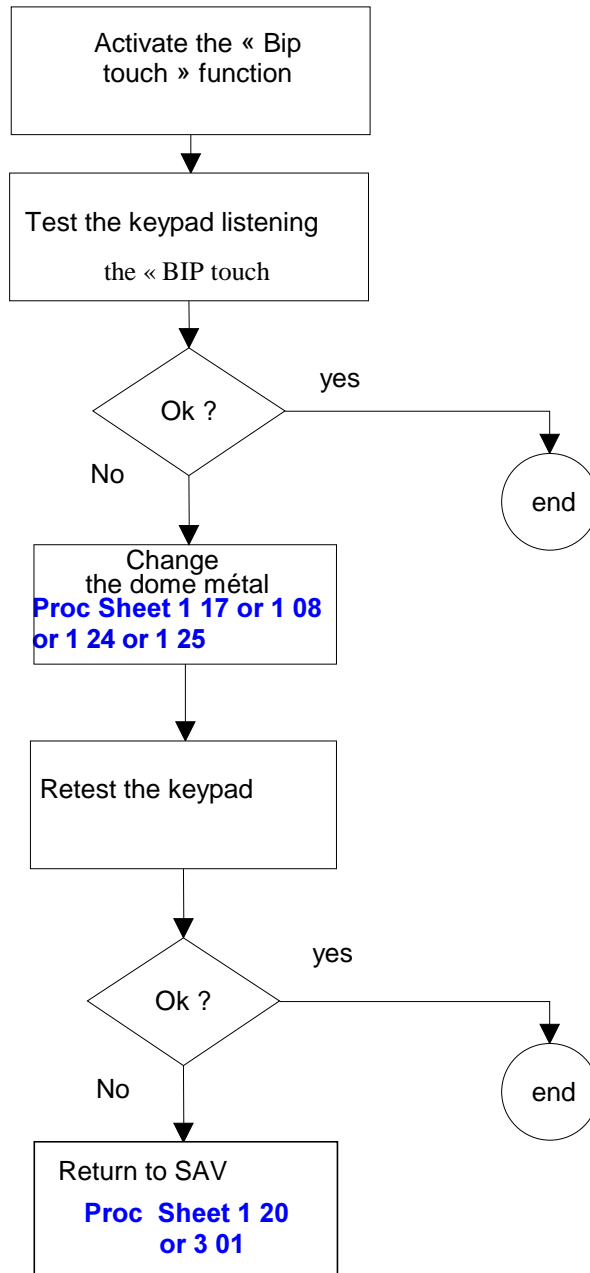 Activate the « Bip
touch » function
Test the keypad listening
the « BIP touch
Ok ?
yes
end
No
Change
the dome métal
Proc Sheet 1 17 or 1 08
or 1 24 or 1 25
Retest the keypad
Ok ?
yes
end
No
Return to SAV
Proc Sheet 1 20
or 3 01